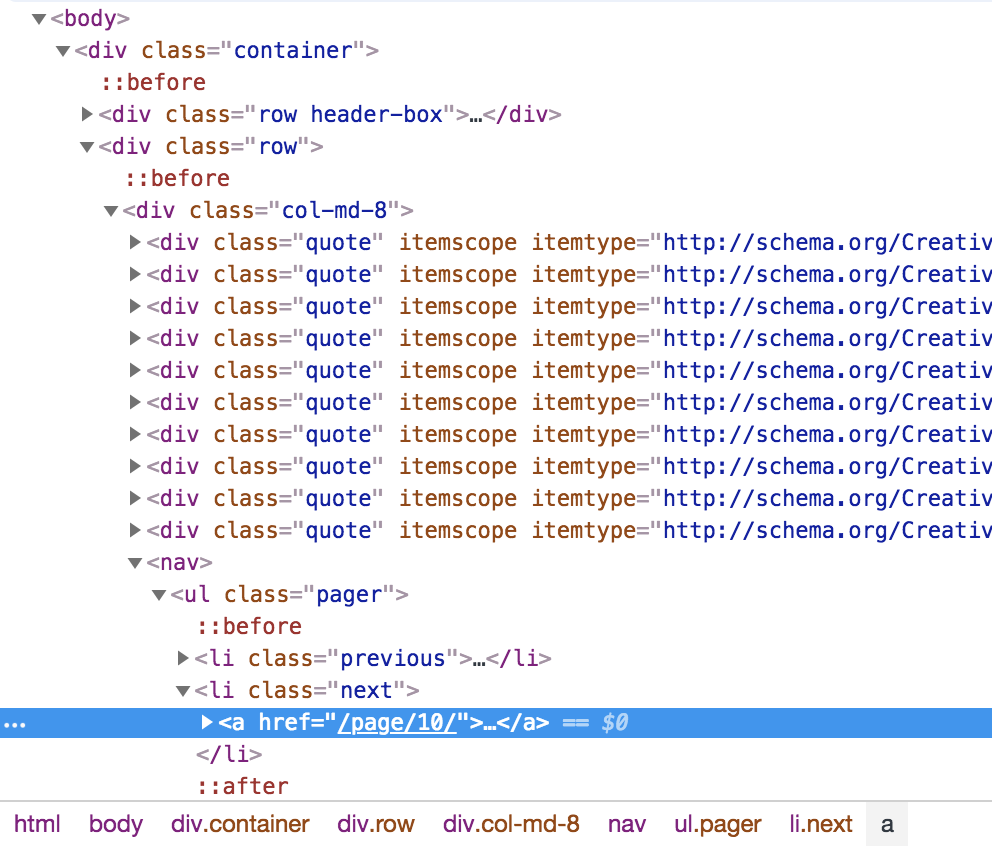 <body>
<div class="container">
::before
<div class="row header-box">…</div>
<div class="row">
::before
<div class="col-md-8">
<div class="quote" itemscope itemtype="http://schema.org/Creativ
<div class="quote" itemscope itemtype="http://schema.org/Creativ
<div class="quote" itemscope itemtype="http://schema.org/Creativ
<div class="quote" itemscope itemtype="http://schema.org/Creativ
<div class="quote" itemscope itemtype="http://schema.org/Creativ
<div class="quote" itemscope itemtype="http://schema.org/Creativ
<div class="quote" itemscope itemtype="http://schema.org/Creativ
<div class="quote" itemscope itemtype="http://schema.org/Creativ
<div class="quote" itemscope itemtype="http://schema.org/Creativ
<div class="quote" itemscope itemtype="http://schema.org/Creativ
<nav>
<ul class="pager">
::before
<li class="previous">…</li>
<li class="next">
… <a href="/page/10/">…</a> == $0
</li>
::after
html body div.container div.row div.col-md-8 nav ul.pager li.next a